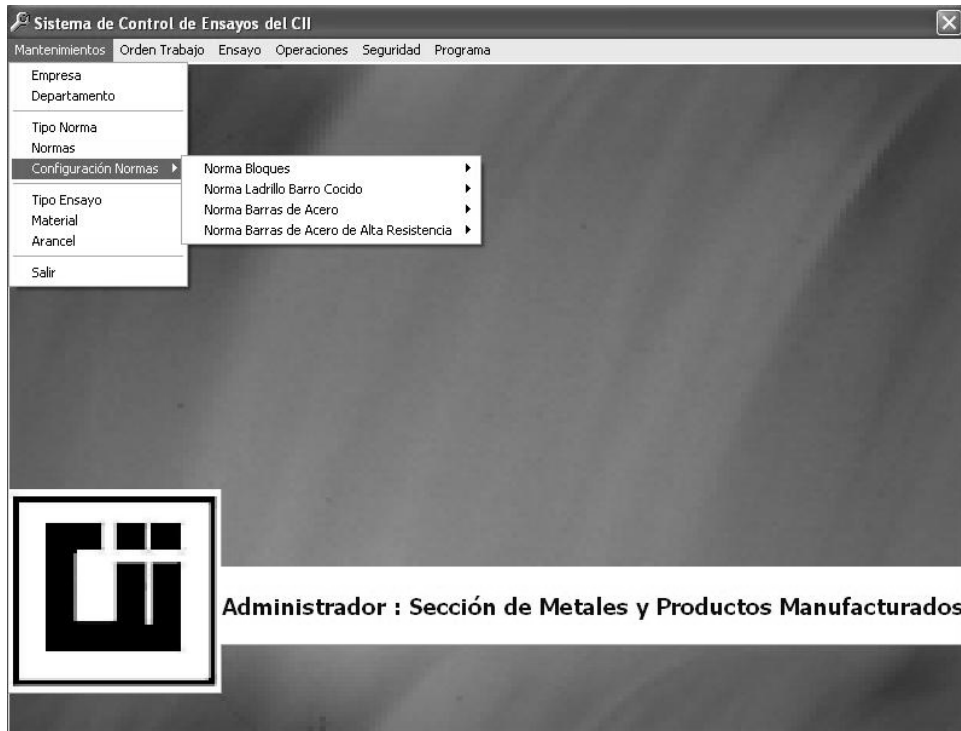 Sistema de Control de Ensayos del CII
Mantenimientos Orden Trabajo Ensayo Operaciones Seguridad Programa
Empresa
Departamento
Tipo Norma
Normas
Configuración Normas
Norma Bloques
Norma Ladrillo Barro Cocido
Norma Barras de Acero
Norma Barras de Acero de Alta Resistencia
Tipo Ensayo
Material
Arancel
Salir
Cii
Administrador : Sección de Metales y Productos Manufacturados